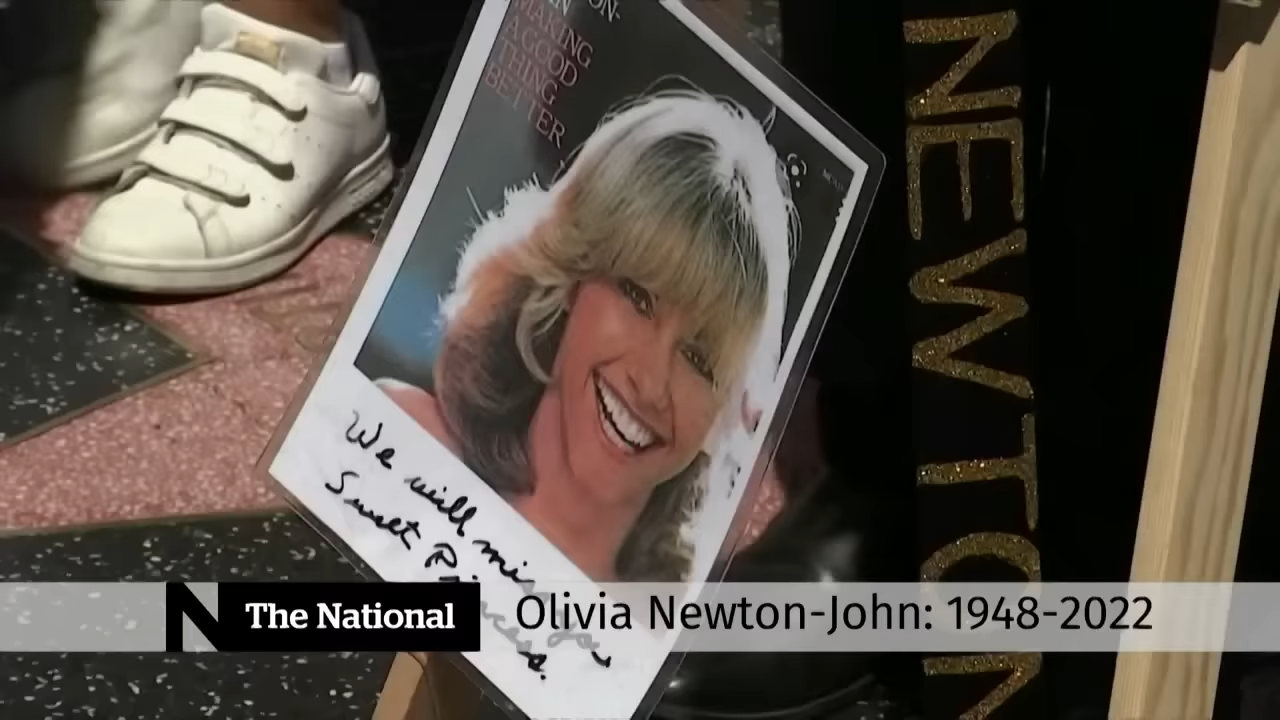 MAKING
A GOOD
THING
BETTER
NEWTON
We will miss you
Sweet Princess.
The National
Olivia Newton-John: 1948-2022